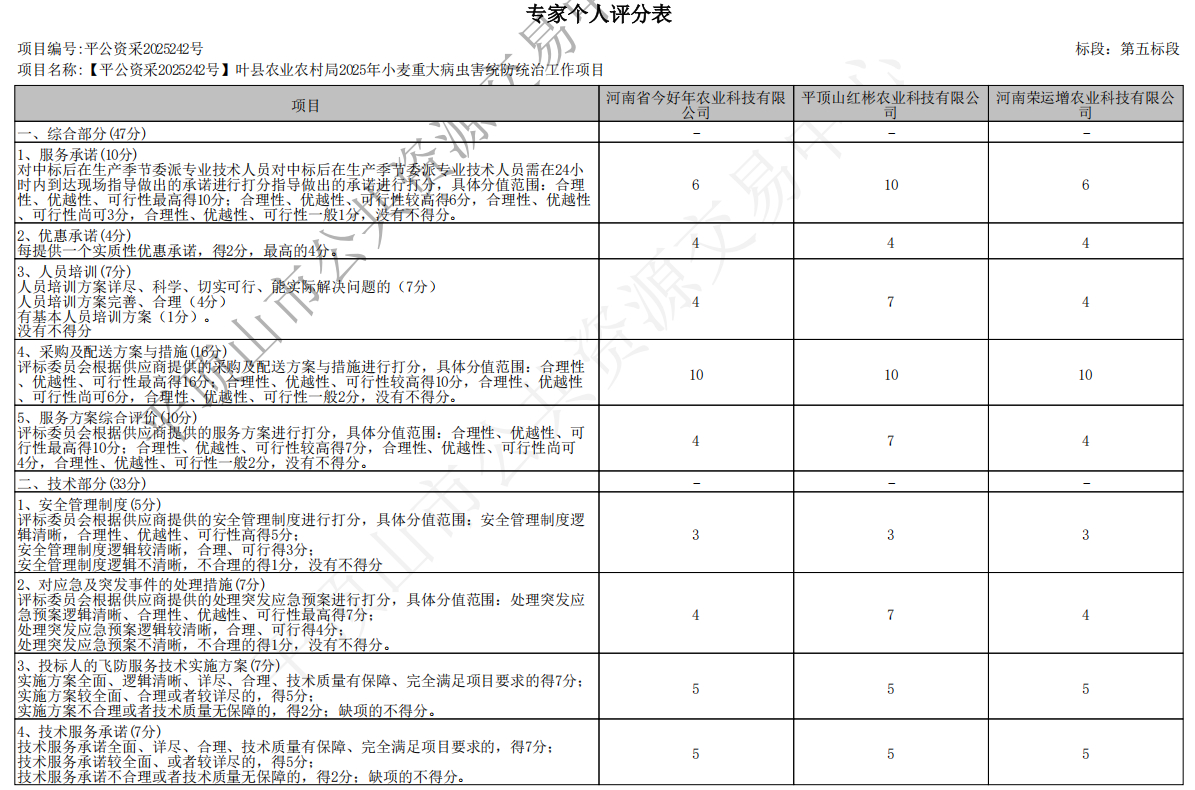 专家个人评分表
项目编号:平公资采2025242号
标段：第五标段
项目名称:【平公资采2025242号】叶县农业农村局2025年小麦重大病虫害统防统治工作项目
项目
河南省今好年农业科技有限
公司
平顶山红彬农业科技有限公
司
河南荣运增农业科技有限公
司
一、综合部分(47分)
–
–
–
1、服务承诺(10分)
对中标后在生产季节委派专业技术人员对中标后在生产季节委派专业技术人员需在24小
时内到达现场指导做出的承诺进行打分指导做出的承诺进行打分，具体分值范围：合理
性、优越性、可行性最高得10分；合理性、优越性、可行性较高得6分，合理性、优越性
、可行性尚可3分，合理性、优越性、可行性一般1分，没有不得分。
6
10
6
2、优惠承诺(4分)
每提供一个实质性优惠承诺，得2分，最高的4分。
4
4
4
3、人员培训(7分)
人员培训方案详尽、科学、切实可行、能实际解决问题的（7分）
人员培训方案完善、合理（4分）
有基本人员培训方案（1分）。
没有不得分
4
7
4
4、采购及配送方案与措施(16分)
评标委员会根据供应商提供的采购及配送方案与措施进行打分，具体分值范围：合理性
、优越性、可行性最高得16分；合理性、优越性、可行性较高得10分，合理性、优越性
、可行性尚可6分，合理性、优越性、可行性一般2分，没有不得分。
10
10
10
5、服务方案综合评价(10分)
评标委员会根据供应商提供的服务方案进行打分，具体分值范围：合理性、优越性、可
行性最高得10分；合理性、优越性、可行性较高得7分，合理性、优越性、可行性尚可
4分，合理性、优越性、可行性一般2分，没有不得分。
4
7
4
二、技术部分(33分)
–
–
–
1、安全管理制度(5分)
评标委员会根据供应商提供的安全管理制度进行打分，具体分值范围：安全管理制度逻
辑清晰，合理性、优越性、可行性高得5分；
安全管理制度逻辑较清晰，合理、可行得3分；
安全管理制度逻辑不清晰，不合理的得1分，没有不得分
3
3
3
2、对应急及突发事件的处理措施(7分)
评标委员会根据供应商提供的处理突发应急预案进行打分，具体分值范围：处理突发应
急预案逻辑清晰、合理性、优越性、可行性最高得7分；
处理突发应急预案逻辑较清晰，合理、可行得4分；
处理突发应急预案不清晰，不合理的得1分，没有不得分。
4
7
4
3、投标人的飞防服务技术实施方案(7分)
实施方案全面、逻辑清晰、详尽、合理、技术质量有保障、完全满足项目要求的得7分；
实施方案较全面、合理或者较详尽的，得5分；
实施方案不合理或者技术质量无保障的，得2分；缺项的不得分。
5
5
5
4、技术服务承诺(7分)
技术服务承诺全面、详尽、合理、技术质量有保障、完全满足项目要求的，得7分；
技术服务承诺较全面、或者较详尽的，得5分；
技术服务承诺不合理或者技术质量无保障的，得2分；缺项的不得分。
5
5
5
平顶山市公共资源交易中
平顶山市公共资源交易中心